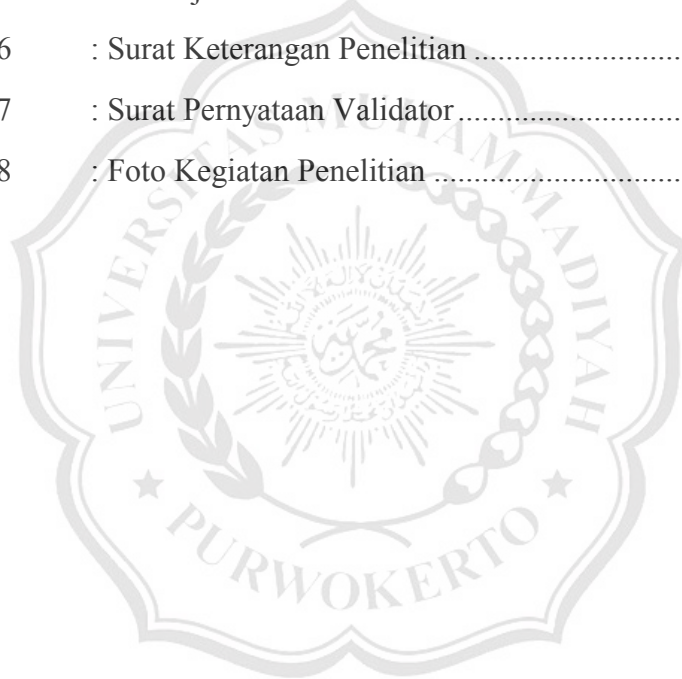 6 : Surat Keterangan Penelitian ..........................
7 : Surat Pernyataan Validator ............................
8 : Foto Kegiatan Penelitian ...............................
UNIVERSITAS MUHAMMADIYAH
PURWOKERTO